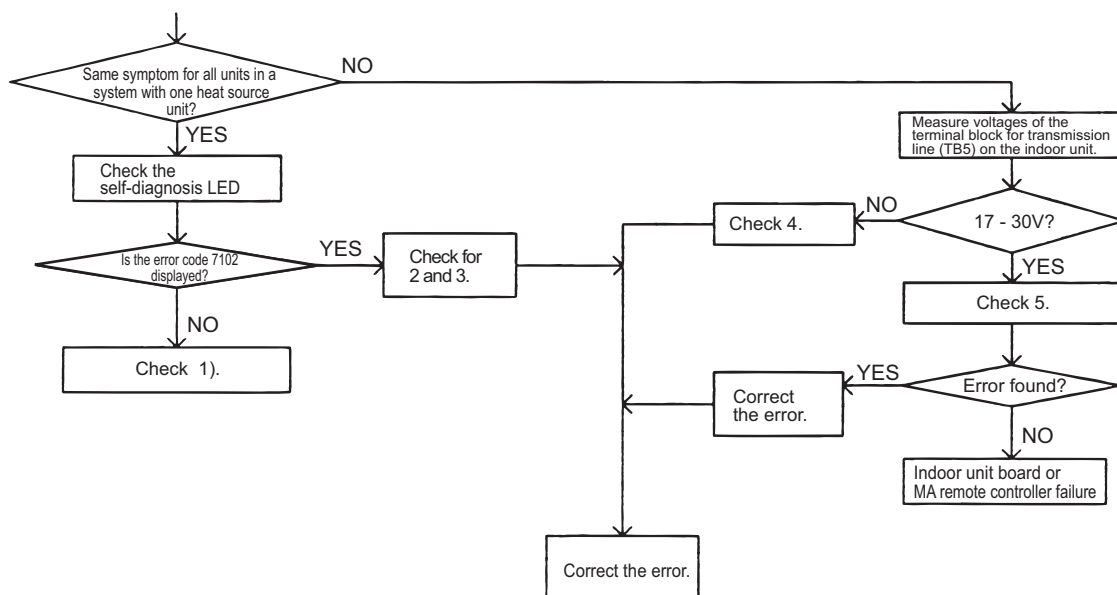 Same symptom for all units in a
system with one heat source
unit?
NO
YES
Measure voltages of the
terminal block for transmission
line (TB5) on the indoor unit.
Check the
self-diagnosis LED
17 - 30V?
NO
Check 4.
YES
Is the error code 7102
displayed?
YES
Check for
2 and 3.
Check 5.
NO
Check 1).
Error found?
YES
Correct
the error.
NO
Indoor unit board or
MA remote controller failure
Correct the error.